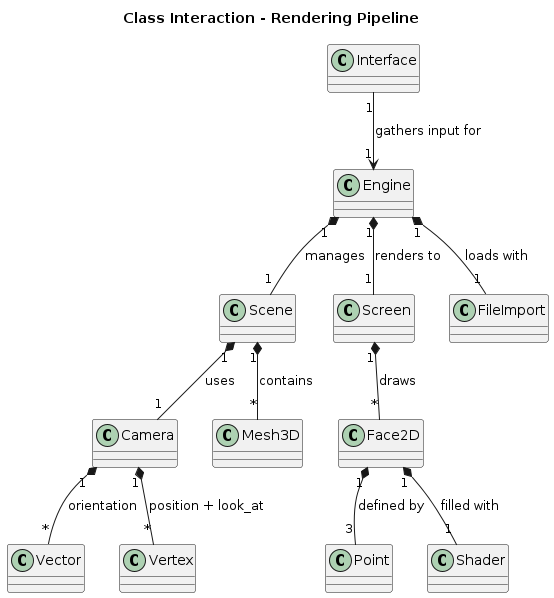 Class Interaction - Rendering Pipeline
C Interface
1
gathers input for
1
C Engine
1 1 1
manages renders to loads with
1 1 1
C Scene C Screen C FileImport
1 1 1
uses contains draws
1 * *
C Camera C Mesh3D C Face2D
1 1 1 1
orientation position + look_at defined by filled with
* * 3 1
C Vector C Vertex C Point C Shader